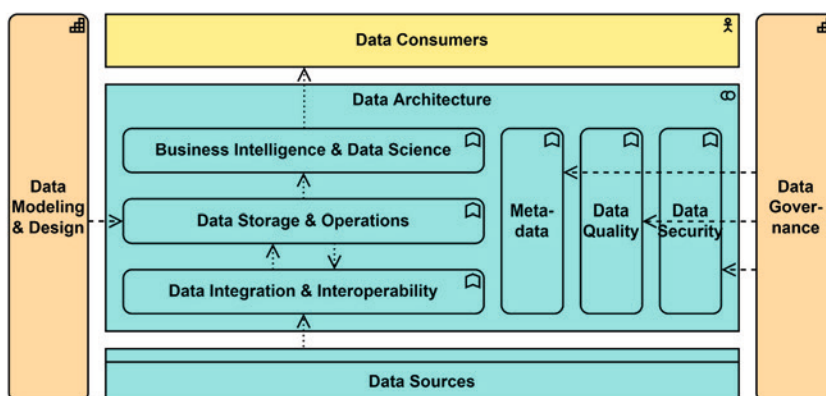 Data Consumers
Data Architecture
Business Intelligence & Data Science
Data
Modeling
& Design
Data Storage & Operations
Data Integration & Interoperability
Meta-
data
Data
Quality
Data
Security
Data
Gover-
nance
Data Sources